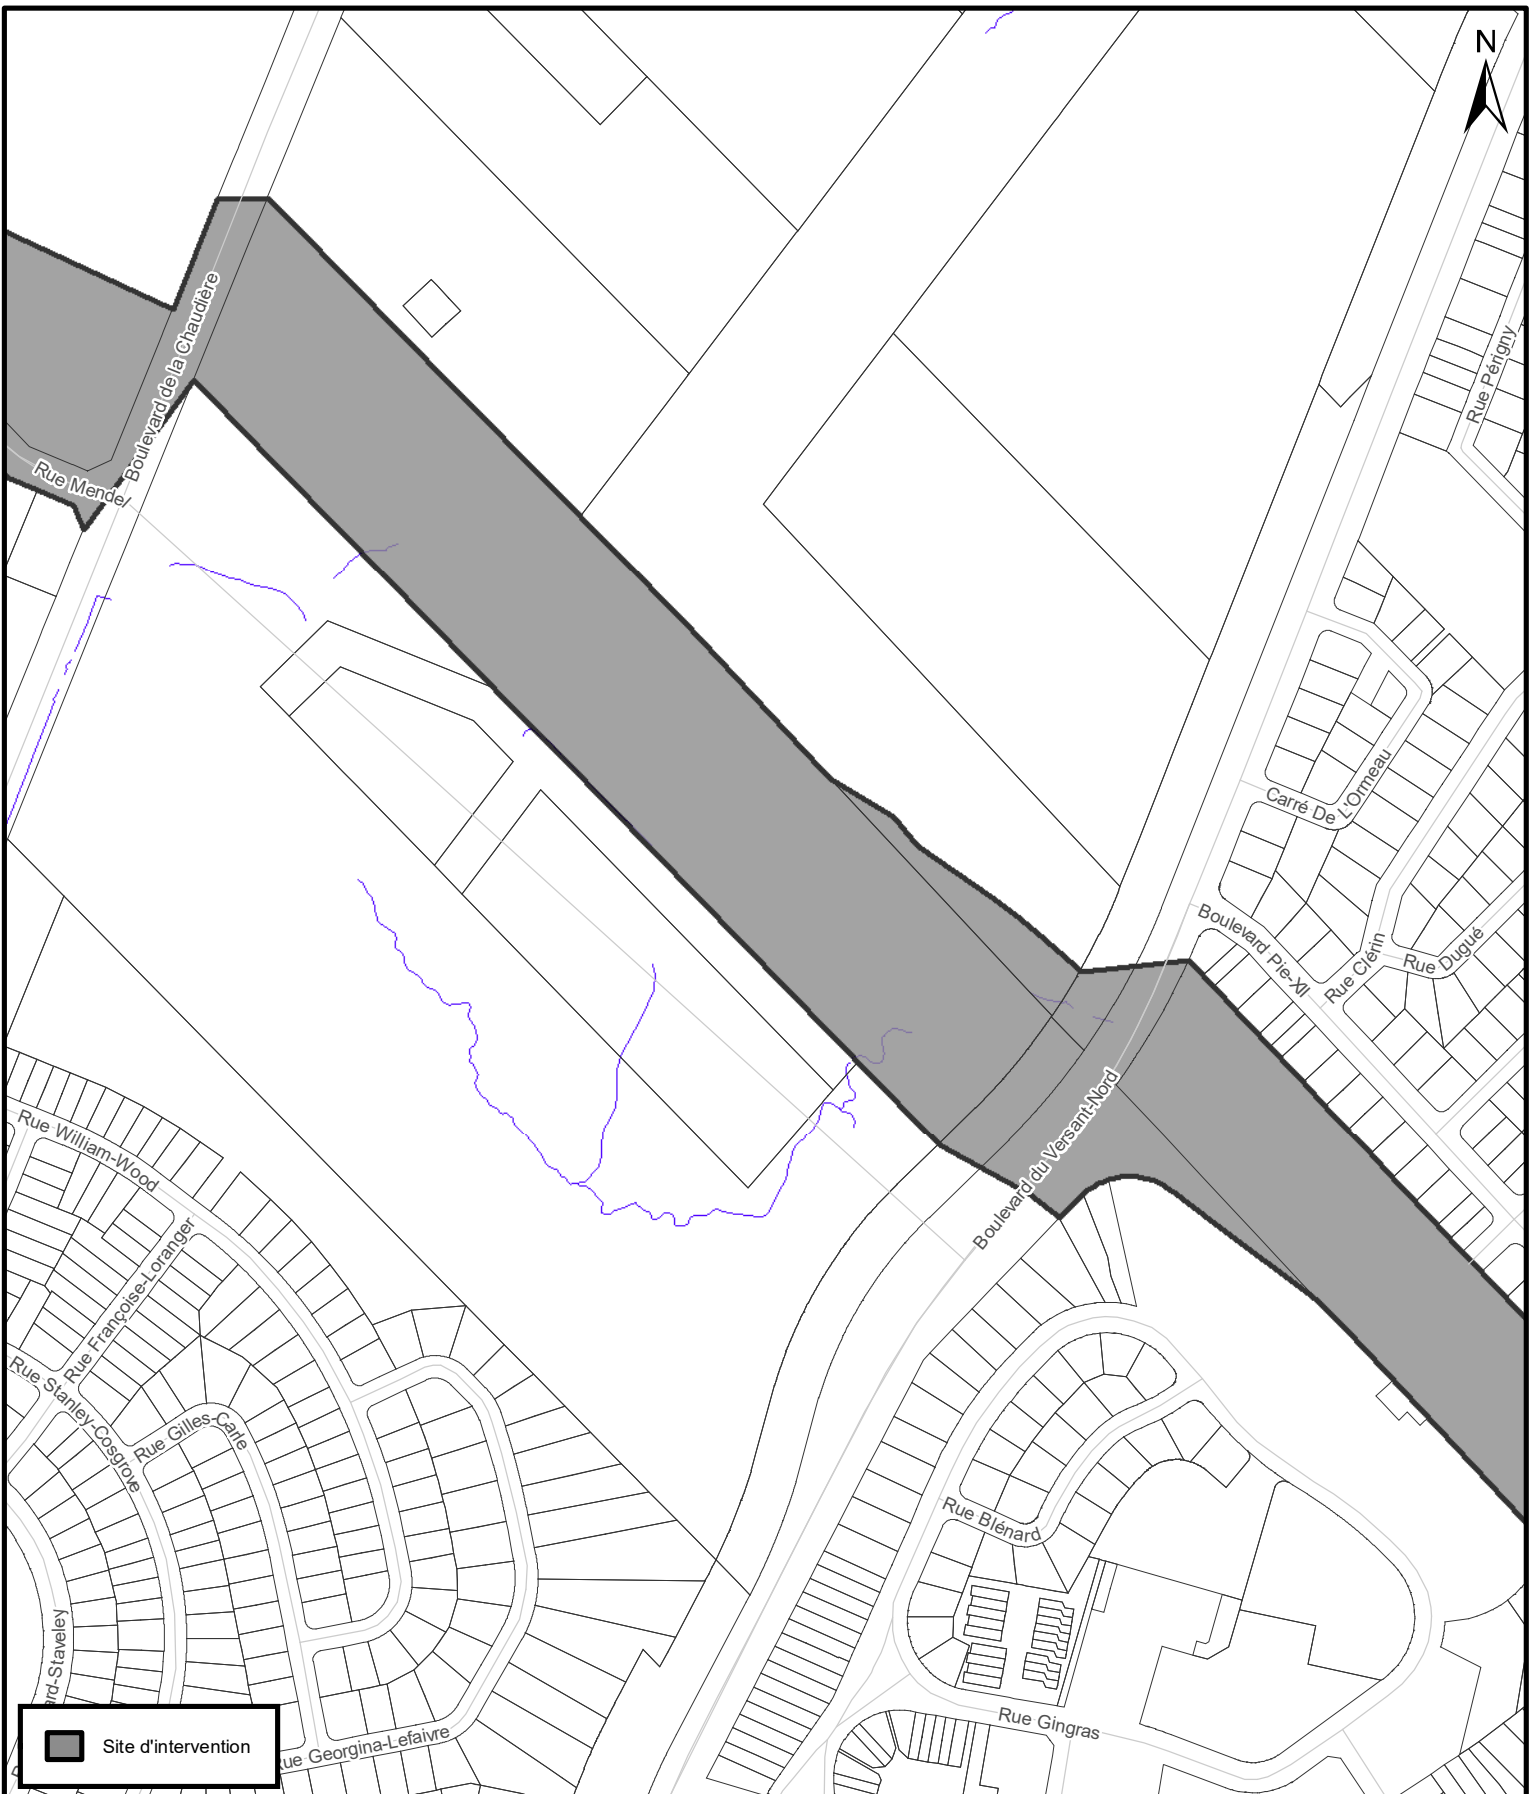 N
Boulevard de la Chaudière
Rue Périgny
Rue Mendel
Carré De L'Ormeau
Boulevard Pie-XII
Rue Clérin
Rue Dugué
Boulevard du Versant-Nord
Rue William-Wood
Rue Françoise-Loranger
Rue Stanley-Cosgrove
Rue Gilles-Carle
Rue Blénard
ard-Staveley
Rue Gingras
Rue Georgina-Lefaivre
Site d'intervention